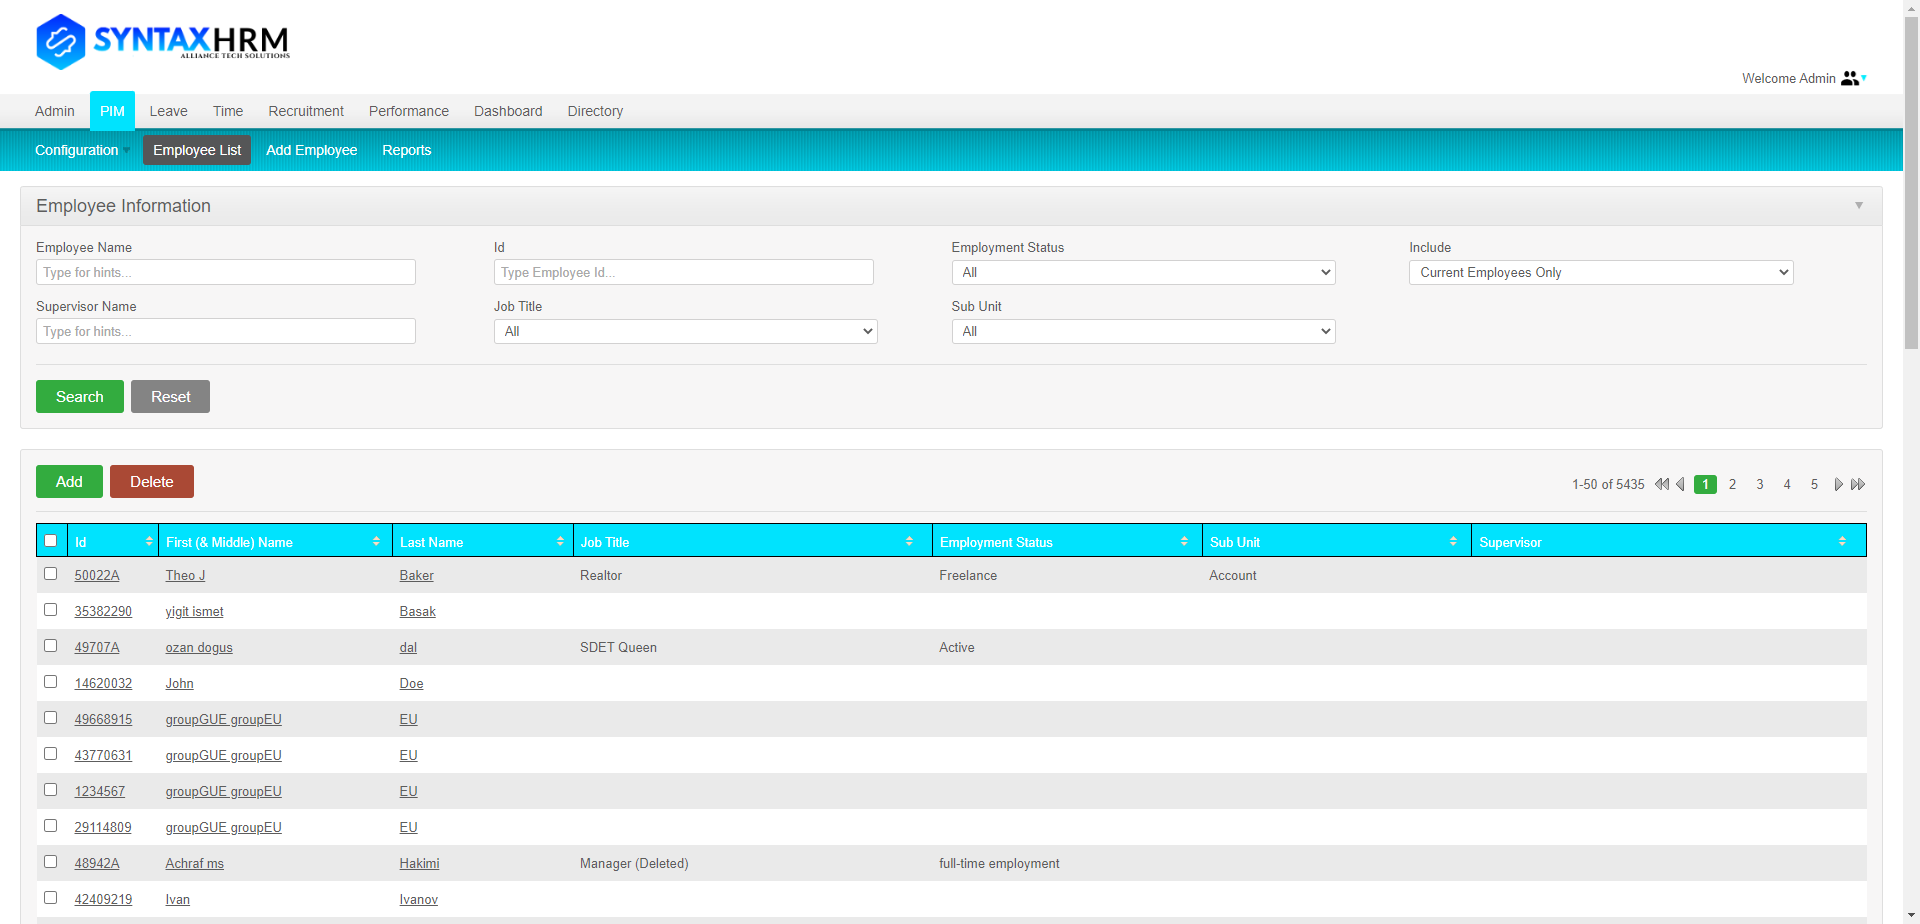 SYNTAXHRM
ALLIANCE TECH SOLUTIONS
Welcome Admin
Admin PIM Leave Time Recruitment Performance Dashboard Directory
Configuration Employee List Add Employee Reports
Employee Information
Employee Name Id Employment Status Include
Type for hints... Type Employee Id... All Current Employees Only
Supervisor Name Job Title Sub Unit
Type for hints... All All
Search Reset
Add Delete 1-50 of 5435 1 2 3 4 5
Id First (& Middle) Name Last Name Job Title Employment Status Sub Unit Supervisor
50022A Theo J Baker Realtor Freelance Account
35382290 yigit ismet Basak
49707A ozan dogus dal SDET Queen Active
14620032 John Doe
49668915 groupGUE groupEU EU
43770631 groupGUE groupEU EU
1234567 groupGUE groupEU EU
29114809 groupGUE groupEU EU
48942A Achraf ms Hakimi Manager (Deleted) full-time employment
42409219 Ivan Ivanov